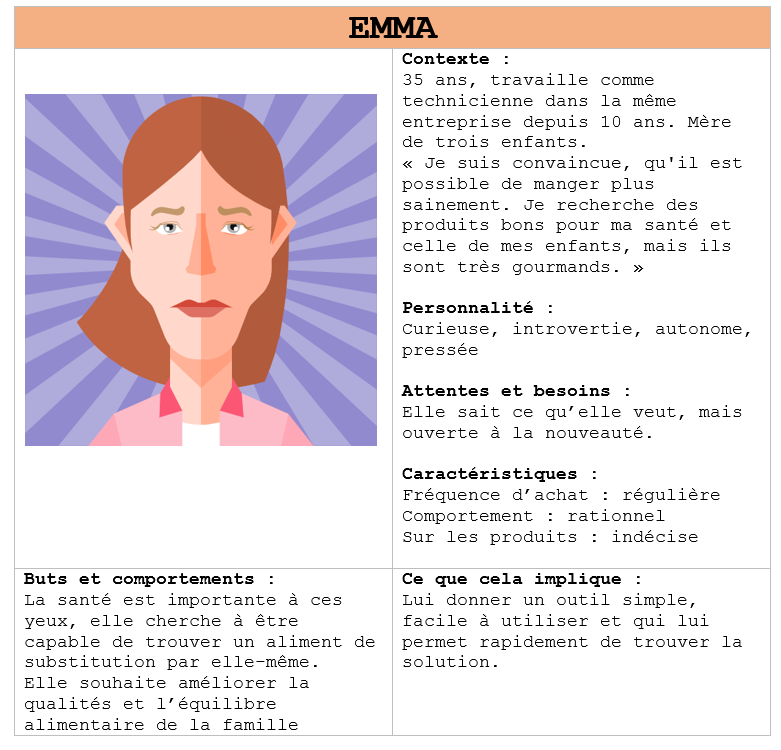 EMMA
Contexte :
35 ans, travaille comme
technicienne dans la même
entreprise depuis 10 ans. Mère
de trois enfants.
« Je suis convaincue, qu'il est
possible de manger plus
sainement. Je recherche des
produits bons pour ma santé et
celle de mes enfants, mais ils
sont très gourmands. »
Personnalité :
Curieuse, introvertie, autonome,
pressée
Attentes et besoins :
Elle sait ce qu’elle veut, mais
ouverte à la nouveauté.
Caractéristiques :
Fréquence d’achat : régulière
Comportement : rationnel
Sur les produits : indécise
Buts et comportements :
La santé est importante à ces
yeux, elle cherche à être
capable de trouver un aliment de
substitution par elle-même.
Elle souhaite améliorer la
qualités et l’équilibre
alimentaire de la famille
Ce que cela implique :
Lui donner un outil simple,
facile à utiliser et qui lui
permet rapidement de trouver la
solution.